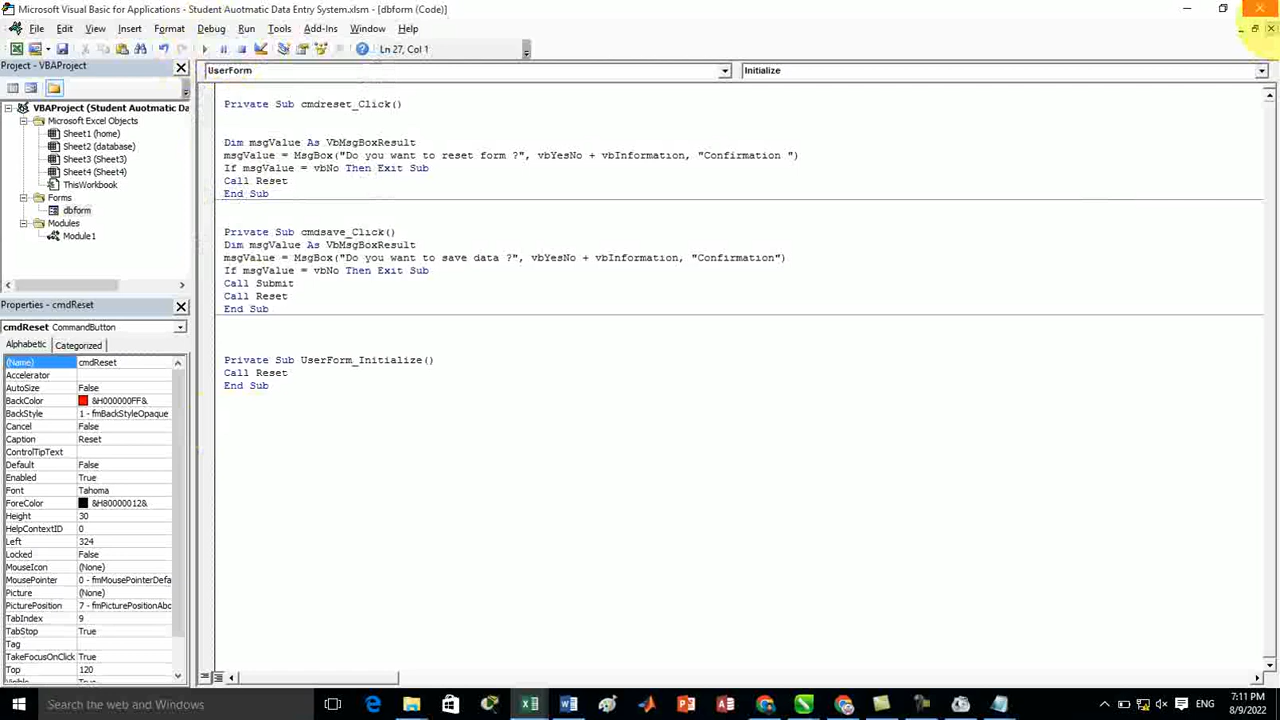 Microsoft Visual Basic for Applications - Student Auotmatic Data Entry System.xlsm - [dbform (Code)]
File Edit View Insert Format Debug Run Tools Add-Ins Window Help
Ln 27, Col 1
Project - VBAProject
VBAProject (Student Auotmatic Da
Microsoft Excel Objects
Sheet1 (home)
Sheet2 (database)
Sheet3 (Sheet3)
Sheet4 (Sheet4)
ThisWorkbook
Forms
dbform
Modules
Module1
Properties - cmdReset
cmdReset CommandButton
Alphabetic Categorized
(Name) cmdReset
Accelerator
AutoSize False
BackColor &H000000FF&
BackStyle 1 - fmBackStyleOpaque
Cancel False
Caption Reset
ControlTipText
Default False
Enabled True
Font Tahoma
ForeColor &H80000012&
Height 30
HelpContextID 0
Left 324
Locked False
MouseIcon (None)
MousePointer 0 - fmMousePointerDefa
Picture (None)
PicturePosition 7 - fmPicturePositionAbo
TabIndex 9
TabStop True
Tag
TakeFocusOnClick True
Top 120
Visible True
UserForm Initialize
Private Sub cmdreset_Click()
Dim msgValue As VbMsgBoxResult
msgValue = MsgBox("Do you want to reset form ?", vbYesNo + vbInformation, "Confirmation ")
If msgValue = vbNo Then Exit Sub
Call Reset
End Sub
Private Sub cmdsave_Click()
Dim msgValue As VbMsgBoxResult
msgValue = MsgBox("Do you want to save data ?", vbYesNo + vbInformation, "Confirmation")
If msgValue = vbNo Then Exit Sub
Call Submit
Call Reset
End Sub
Private Sub UserForm_Initialize()
Call Reset
End Sub
Search the web and Windows
ENG
7:11 PM
8/9/2022